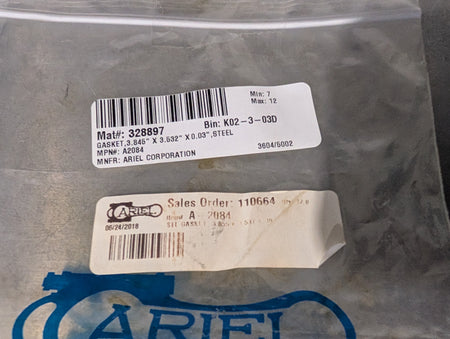 Min: 7
Max: 12
Mat#: 328897 Bin: K02-3-03D
GASKET, 3.845" X 3.532" X 0.03", STEEL
MPN#: A2084
MNFR: ARIEL CORPORATION 3604/5002
ARIEL Sales Order: 110664
A-2084
06/24/2018 GASKET
ARIEL